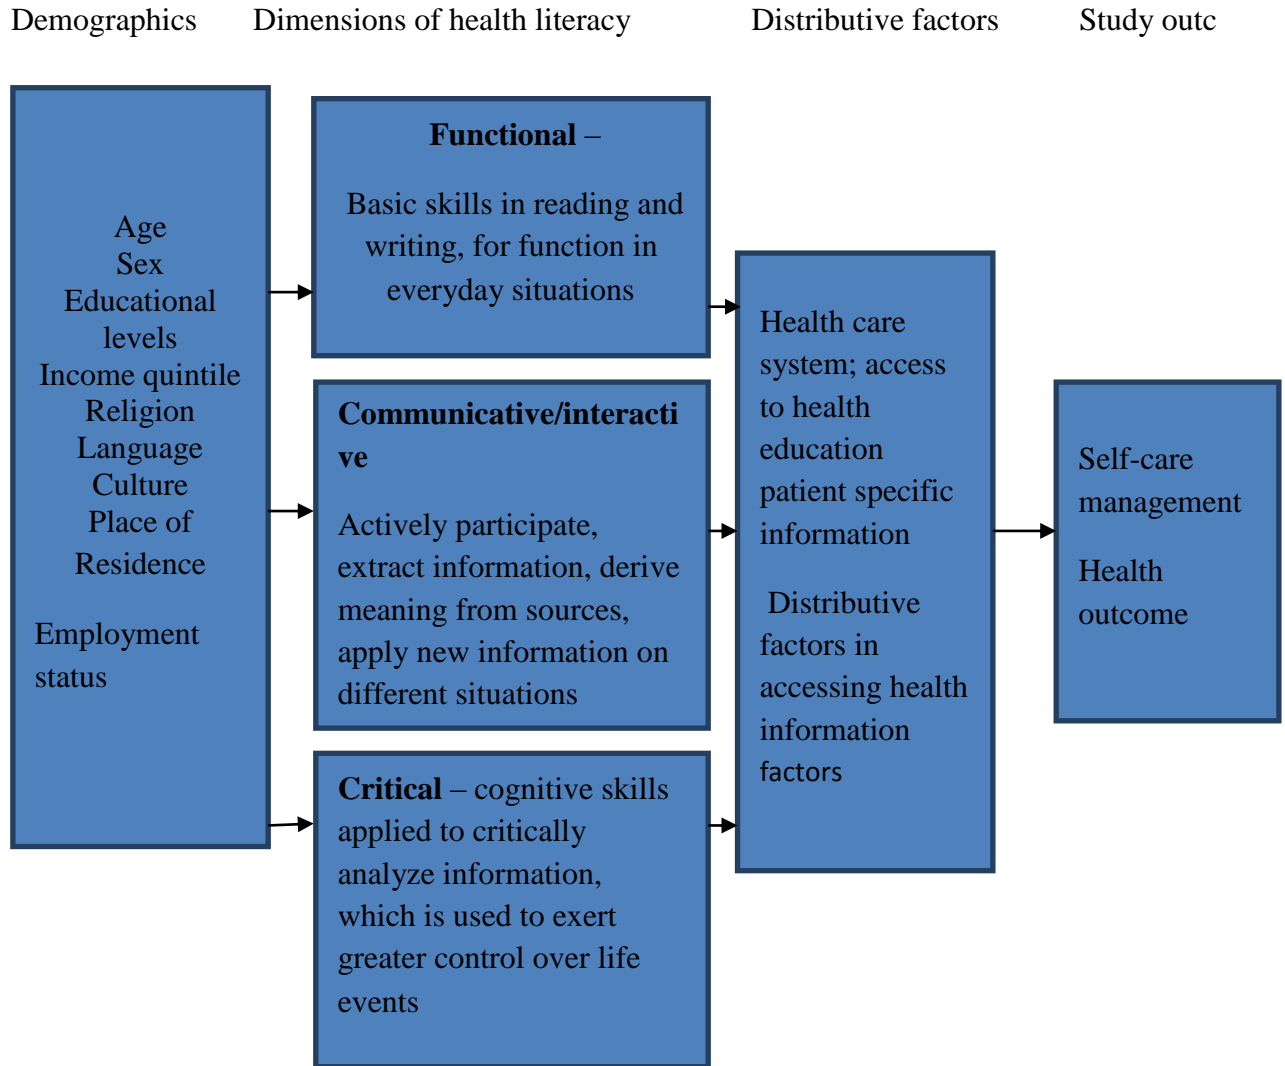 Demographics Dimensions of health literacy Distributive factors Study outc
Age
Sex
Educational
levels
Income quintile
Religion
Language
Culture
Place of
Residence
Employment
status
Functional –
Basic skills in reading and
writing, for function in
everyday situations
Communicative/interacti
ve
Actively participate,
extract information, derive
meaning from sources,
apply new information on
different situations
Critical – cognitive skills
applied to critically
analyze information,
which is used to exert
greater control over life
events
Health care
system; access
to health
education
patient specific
information
Distributive
factors in
accessing health
information
factors
Self-care
management
Health
outcome